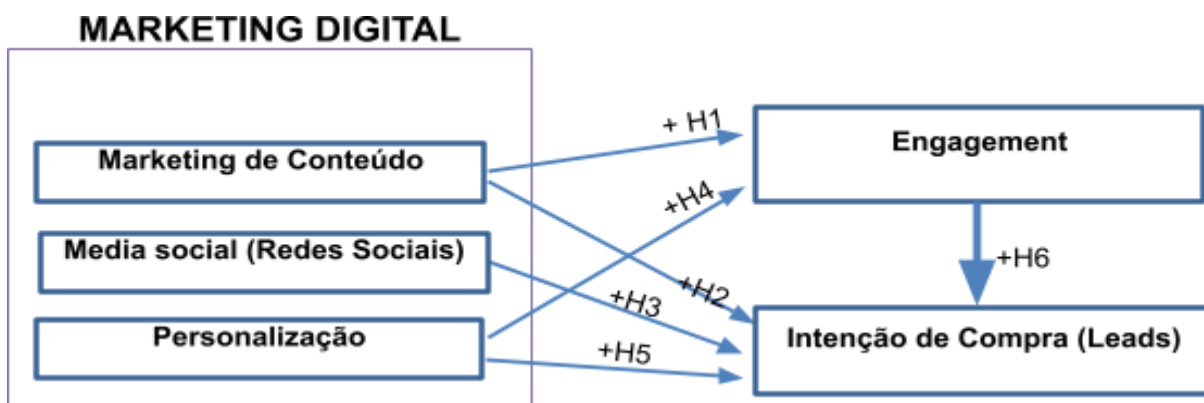 MARKETING DIGITAL
Marketing de Conteúdo
Media social (Redes Sociais)
Personalização
+ H1
+H4
+H2
+H3
+H5
Engagement
+H6
Intenção de Compra (Leads)